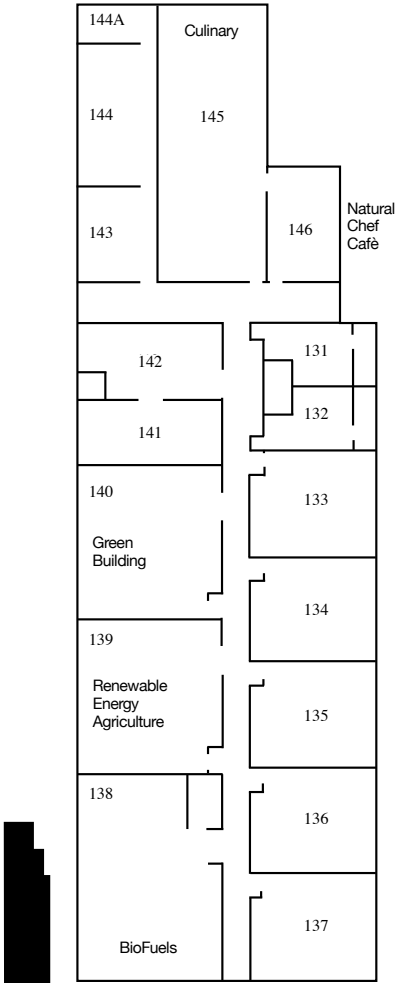 144A
Culinary
144
145
143
146
Natural
Chef
Cafè
142
131
141
132
140
133
Green
Building
134
139
Renewable
Energy
Agriculture
135
138
136
BioFuels
137